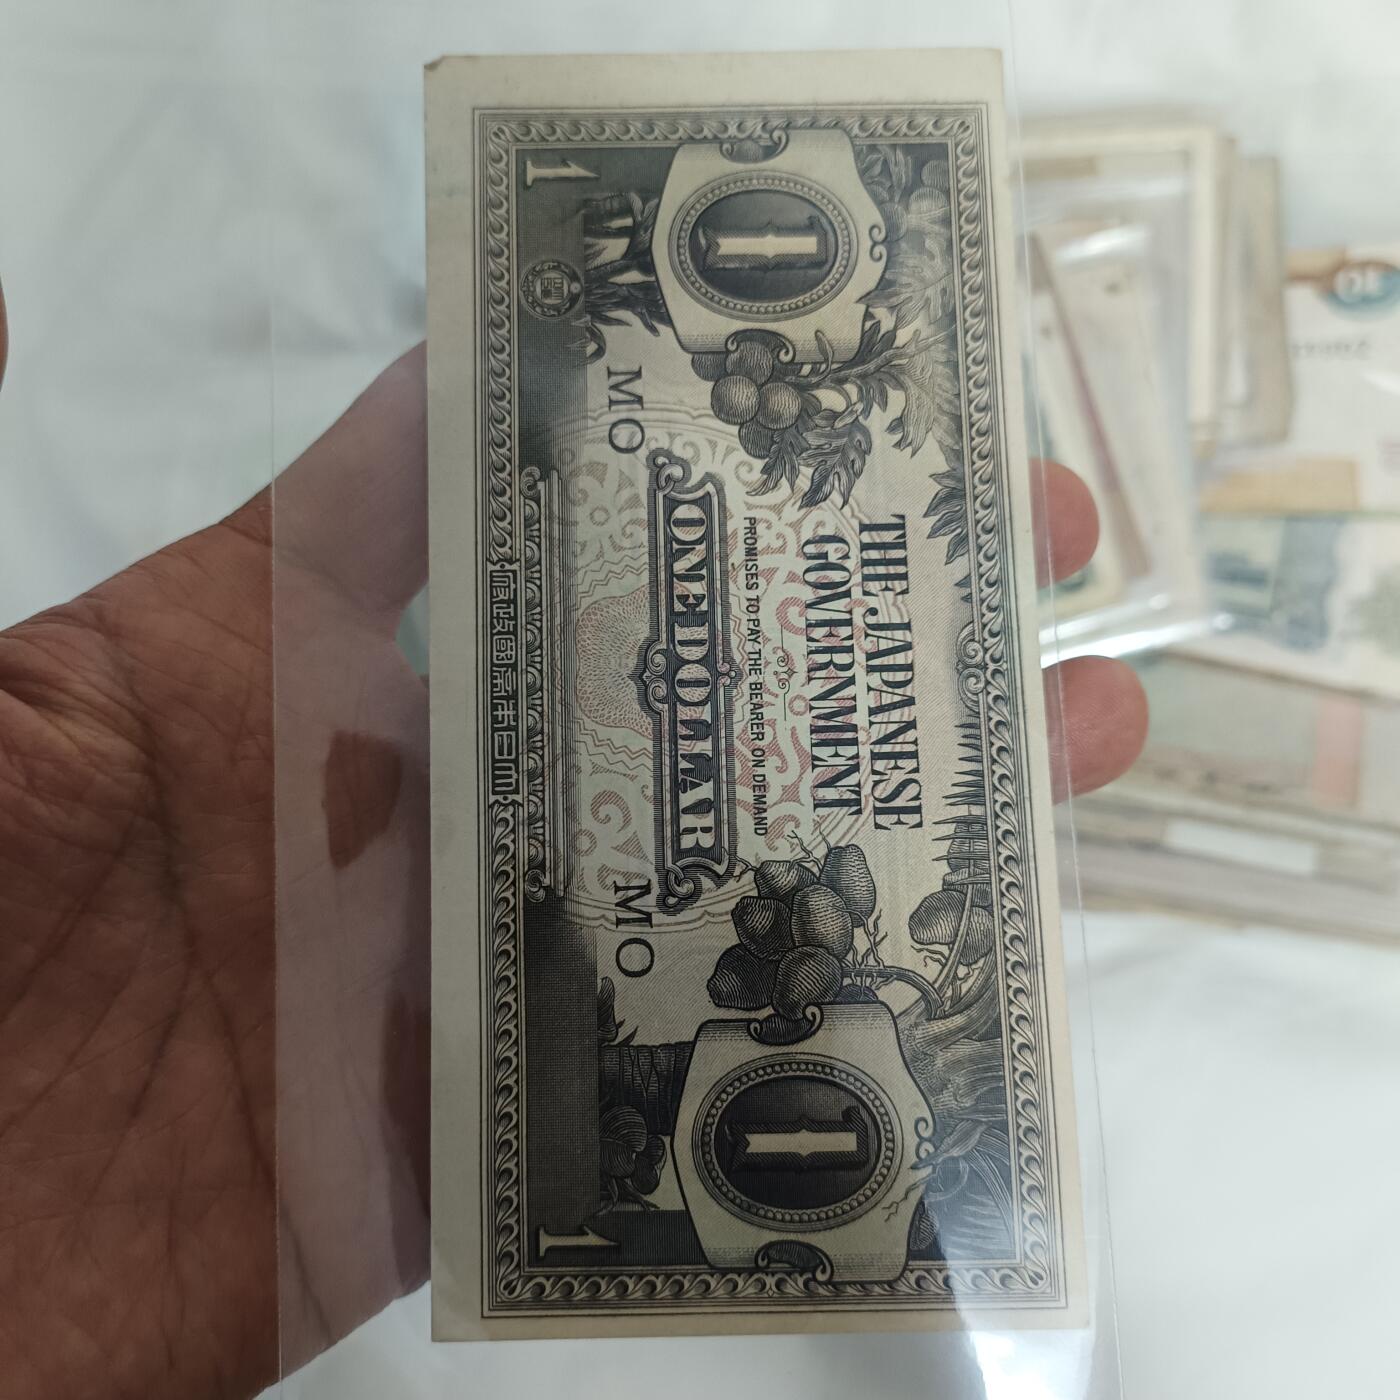 THE JAPANESE
GOVERNMENT
PROMISES TO PAY THE BEARER ON DEMAND
ONE DOLLAR
MO
MO
1
1
1
1
府政國帝本日大
10